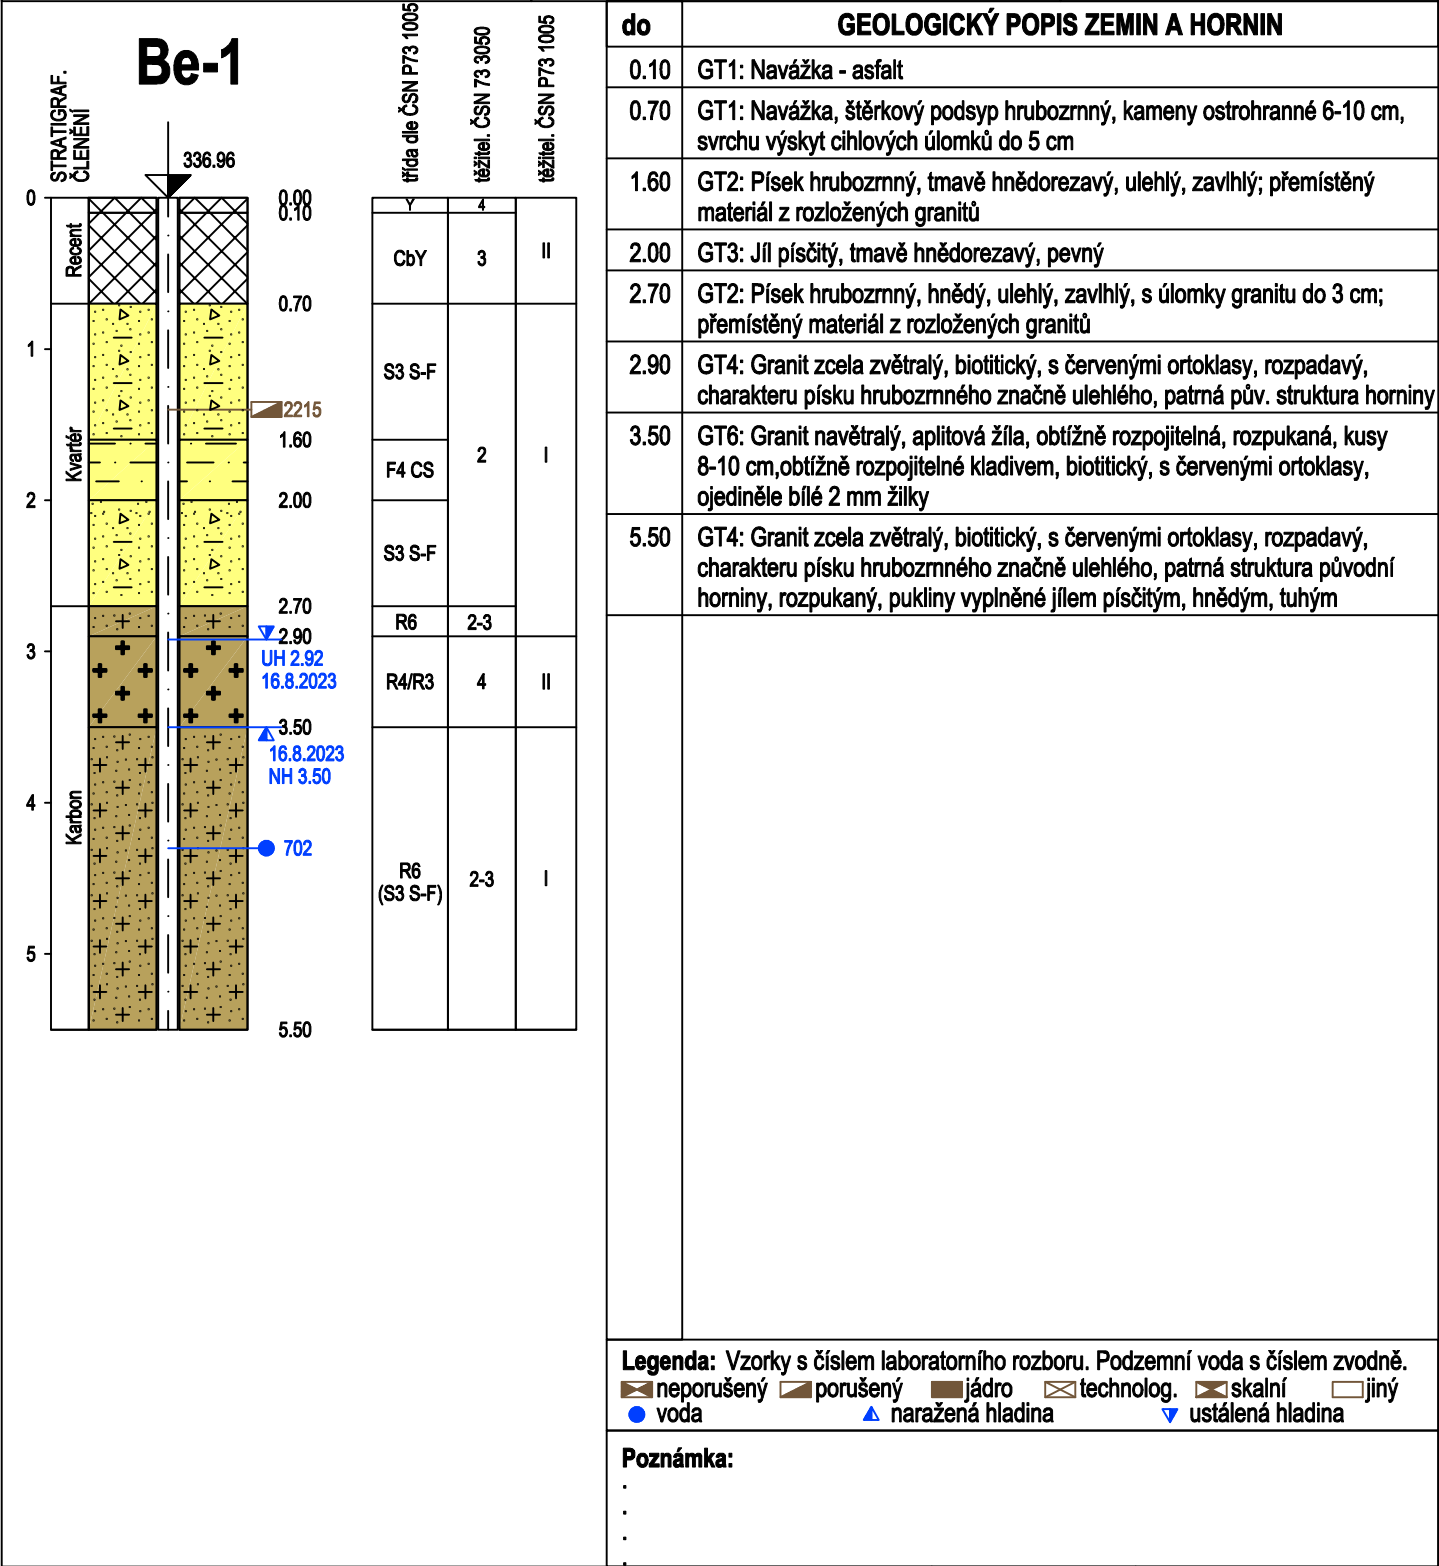 Be-1
STRATIGRAF.
ČLENĚNÍ
třída dle ČSN P73 1005
těžitel. ČSN 73 3050
těžitel. ČSN P73 1005
336.96
0
1
2
3
4
5
Recent
Kvartér
Karbon
0.00
0.10
0.70
2215
1.60
2.00
2.70
2.90
UH 2.92
16.8.2023
3.50
16.8.2023
NH 3.50
702
5.50
Y 4
CbY 3 II
S3 S-F
F4 CS 2 I
S3 S-F
R6 2-3
R4/R3 4 II
R6
(S3 S-F) 2-3 I
do GEOLOGICKÝ POPIS ZEMIN A HORNIN
0.10 GT1: Navážka - asfalt
0.70 GT1: Navážka, štěrkový podsyp hrubozrnný, kameny ostrohranné 6-10 cm,
svrchu výskyt cihlových úlomků do 5 cm
1.60 GT2: Písek hrubozrnný, tmavě hnědorezavý, ulehlý, zavlhlý; přemístěný
materiál z rozložených granitů
2.00 GT3: Jíl písčitý, tmavě hnědorezavý, pevný
2.70 GT2: Písek hrubozrnný, hnědý, ulehlý, zavlhlý, s úlomky granitu do 3 cm;
přemístěný materiál z rozložených granitů
2.90 GT4: Granit zcela zvětralý, biotitický, s červenými ortoklasy, rozpadavý,
charakteru písku hrubozrnného značně ulehlého, patrná pův. struktura horniny
3.50 GT6: Granit navětralý, aplitová žíla, obtížně rozpojitelná, rozpukaná, kusy
8-10 cm,obtížně rozpojitelné kladivem, biotitický, s červenými ortoklasy,
ojediněle bílé 2 mm žilky
5.50 GT4: Granit zcela zvětralý, biotitický, s červenými ortoklasy, rozpadavý,
charakteru písku hrubozrnného značně ulehlého, patrná struktura původní
horniny, rozpukaný, pukliny vyplněné jílem písčitým, hnědým, tuhým
Legenda: Vzorky s číslem laboratorního rozboru. Podzemní voda s číslem zvodně.
neporušený porušený jádro technolog. skalní jiný
voda naražená hladina ustálená hladina
Poznámka:
.
.
.
.